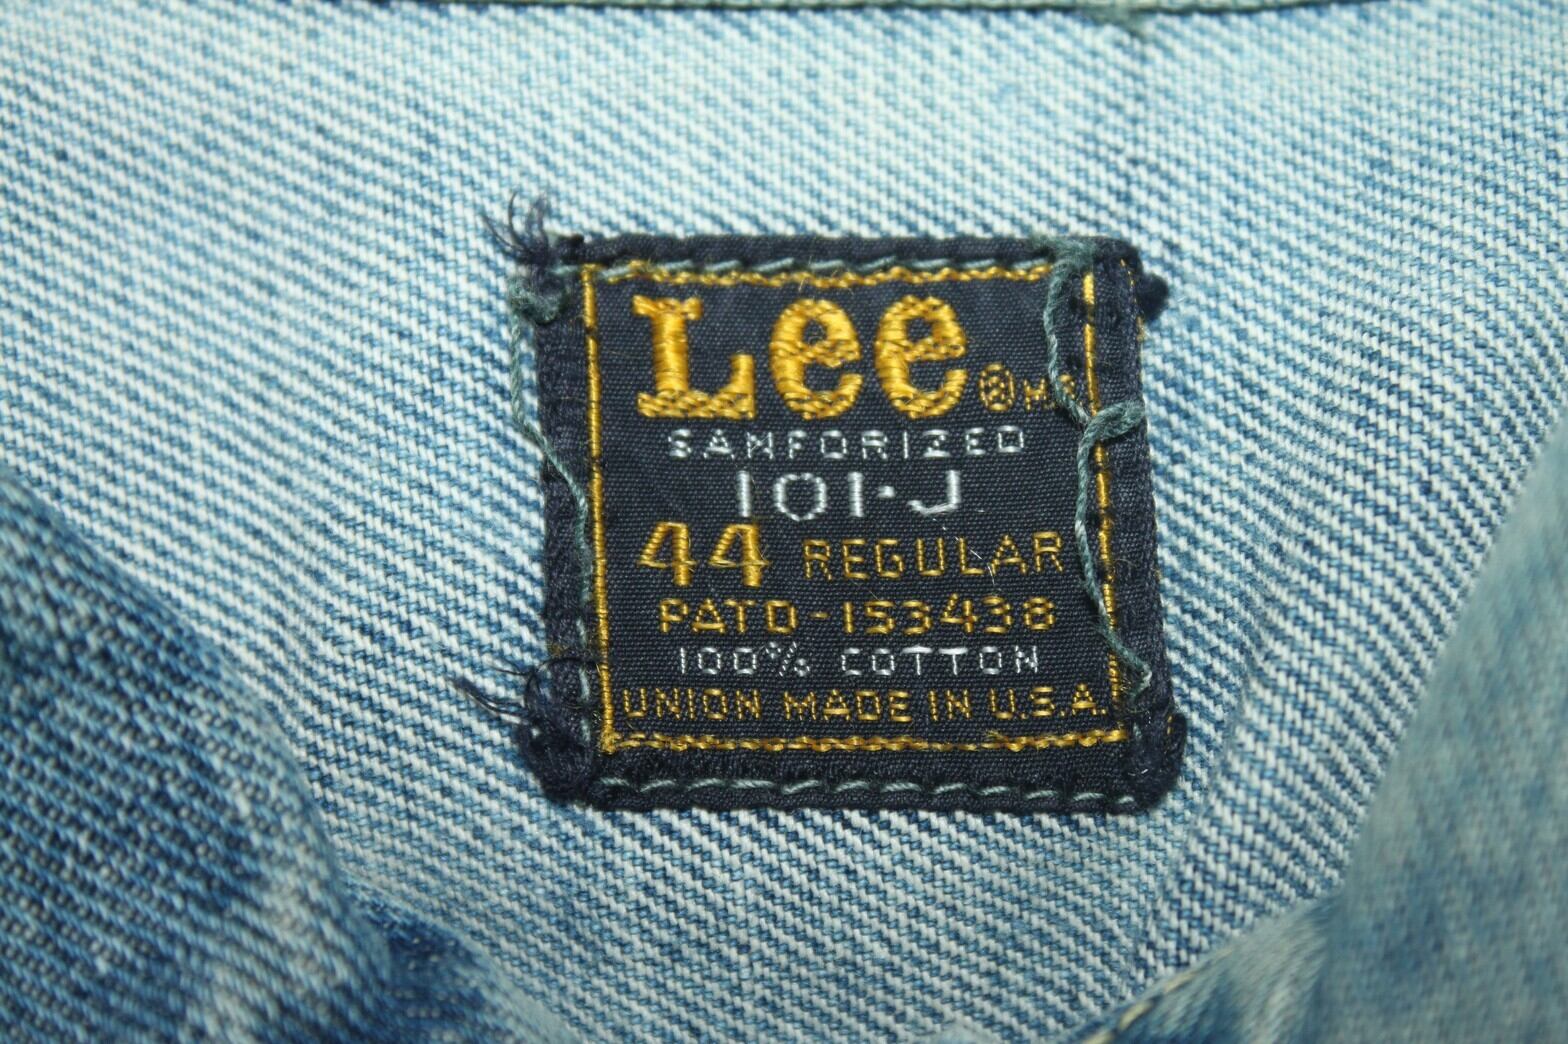 Lee ® MR
SANFORIZED
101-J
44 REGULAR
PATD-153438
100% COTTON
UNION MADE IN U.S.A.